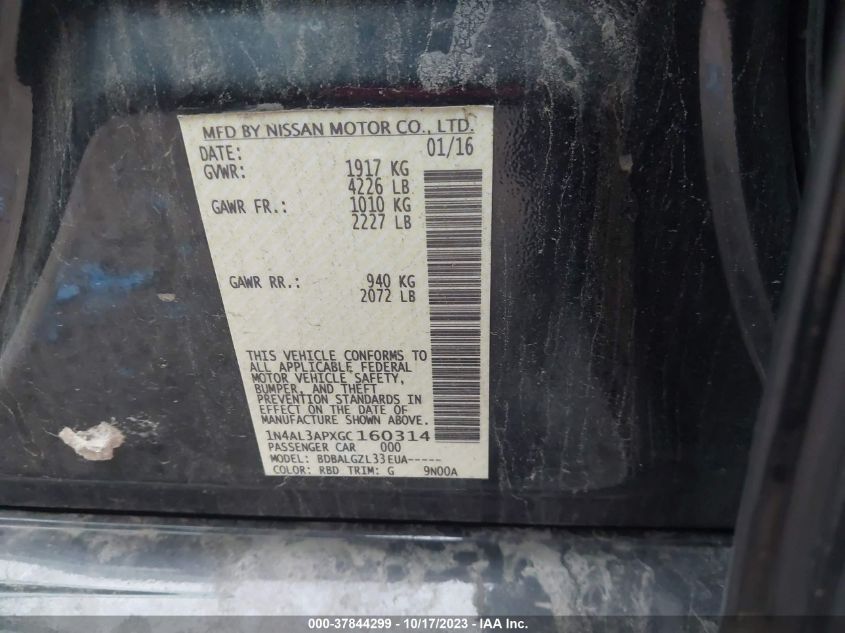 MFD BY NISSAN MOTOR CO., LTD.
DATE: 01/16
GVWR: 1917 KG
4226 LB
GAWR FR.: 1010 KG
2227 LB
GAWR RR.: 940 KG
2072 LB
THIS VEHICLE CONFORMS TO
ALL APPLICABLE FEDERAL
MOTOR VEHICLE SAFETY,
BUMPER, AND THEFT
PREVENTION STANDARDS IN
EFFECT ON THE DATE OF
MANUFACTURE SHOWN ABOVE.
1N4AL3APXGC160314
PASSENGER CAR 000
MODEL: BDBALGZL33EUA-----
COLOR: RBD TRIM: G 9N00A
000-37844299 - 10/17/2023 - IAA Inc.